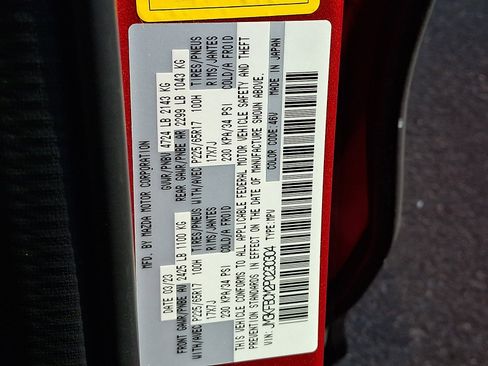 MFD. BY MAZDA MOTOR CORPORATION
DATE 03/23 GVWR/PNBV 4724 LB 2143 KG
FRONT GAWR/PNBE AV 2425 LB 1100 KG REAR GAWR/PNBE AR 2299 LB 1043 KG
WITH/AVEC P225/65R17 100H TIRES/PNEUS WITH/AVEC P225/65R17 100H TIRES/PNEUS
17X7J RIMS/JANTES 17X7J RIMS/JANTES
230 KPA/34 PSI COLD/A FROID 230 KPA/34 PSI COLD/A FROID
THIS VEHICLE CONFORMS TO ALL APPLICABLE FEDERAL MOTOR VEHICLE SAFETY AND THEFT
PREVENTION STANDARDS IN EFFECT ON THE DATE OF MANUFACTURE SHOWN ABOVE.
VIN: JM3KFBCM2P0230304 TYPE:MPV COLOR CODE:46V MADE IN JAPAN